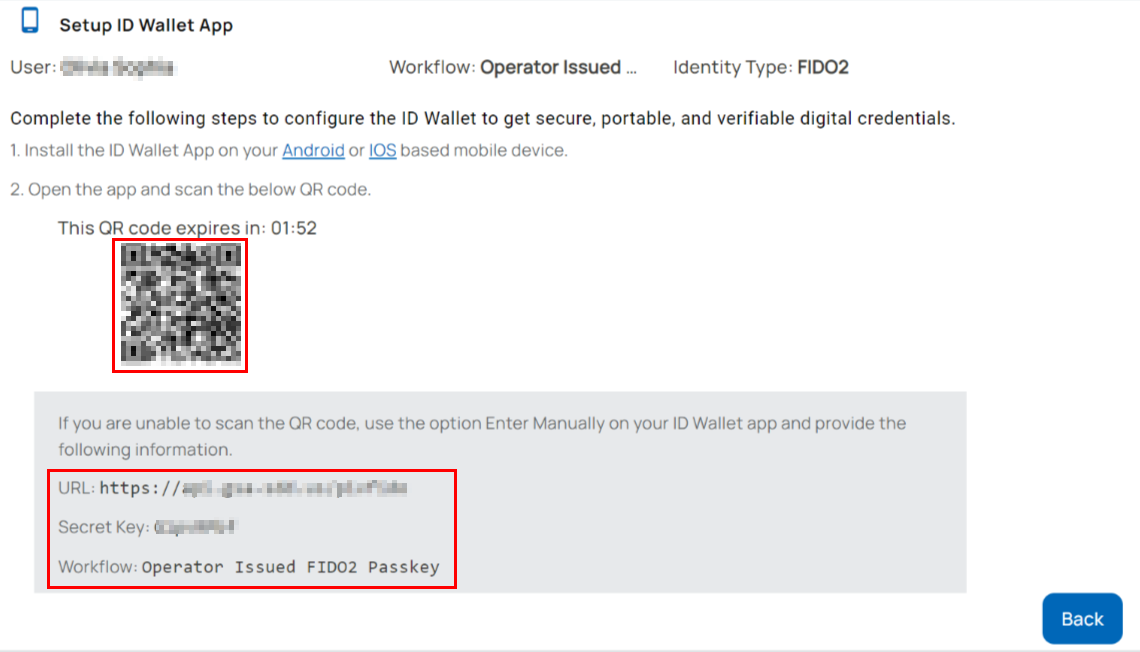 Setup ID Wallet App
User: Workflow: Operator Issued ... Identity Type: FIDO2
Complete the following steps to configure the ID Wallet to get secure, portable, and verifiable digital credentials.
1. Install the ID Wallet App on your Android or IOS based mobile device.
2. Open the app and scan the below QR code.
This QR code expires in: 01:52
If you are unable to scan the QR code, use the option Enter Manually on your ID Wallet app and provide the
following information.
URL: https://
Secret Key:
Workflow: Operator Issued FIDO2 Passkey
Back